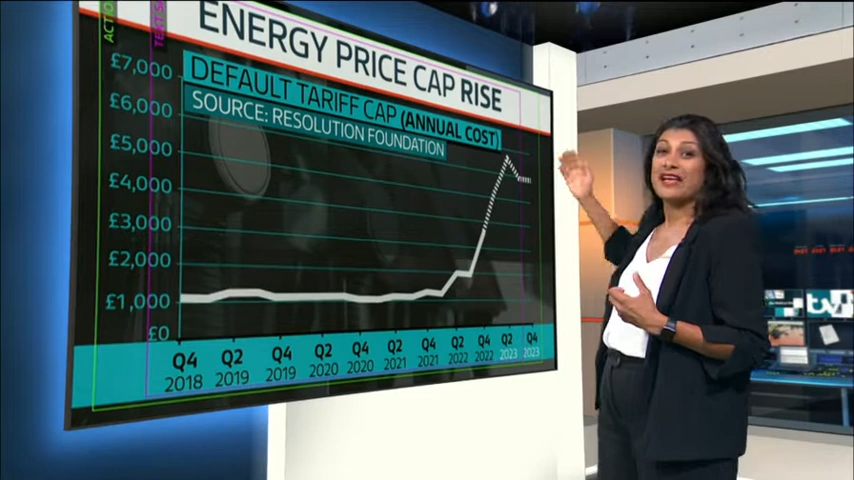 ENERGY PRICE CAP RISE
DEFAULT TARIFF CAP (ANNUAL COST)
SOURCE: RESOLUTION FOUNDATION
£7,000
£6,000
£5,000
£4,000
£3,000
£2,000
£1,000
£0
Q4 2018
Q2 2019
Q4 2019
Q2 2020
Q4 2020
Q2 2021
Q4 2021
Q2 2022
Q4 2022
Q2 2023
Q4 2023